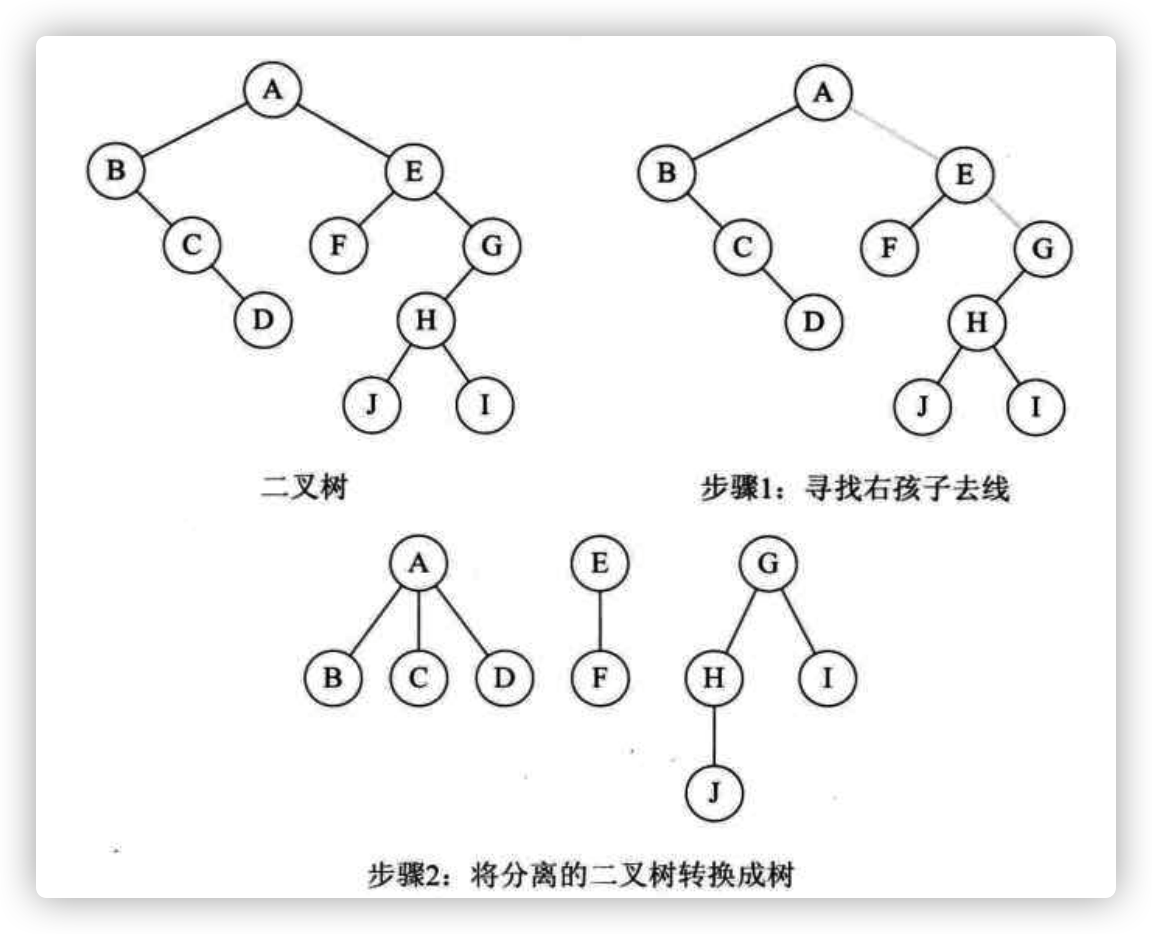 A
B E
C F G
D H
J I
二叉树
A
B E
C F G
D H
J I
步骤1：寻找右孩子去线
A E G
B C D F H I
J
步骤2：将分离的二叉树转换成树